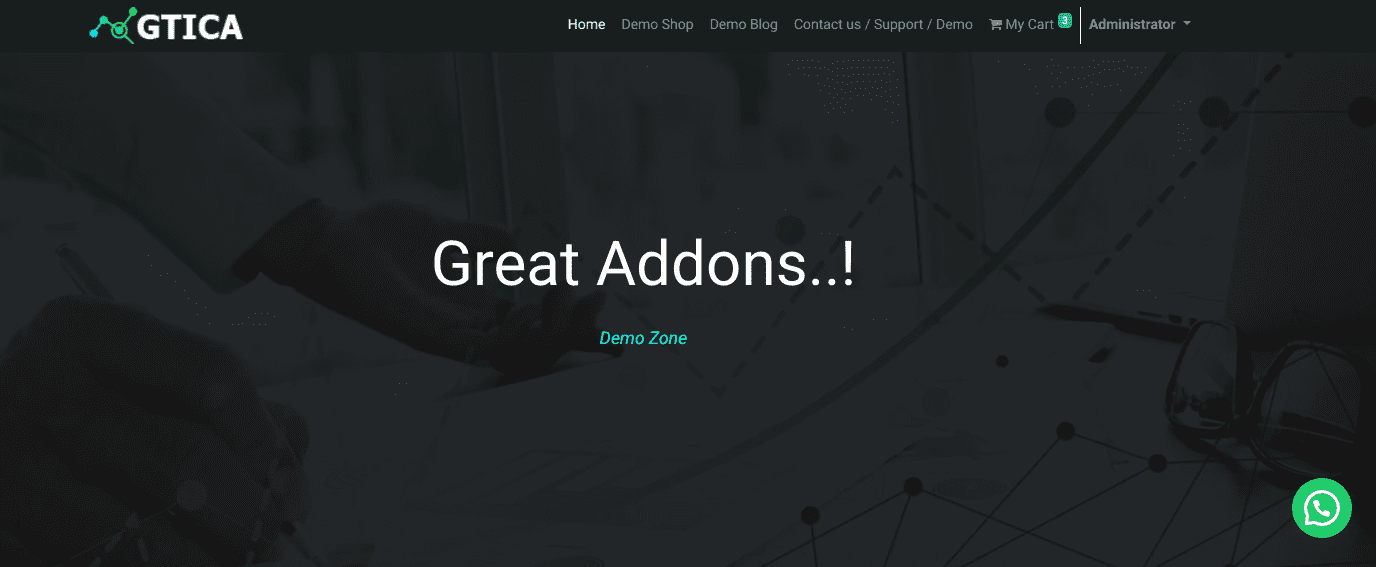 GTICA
Home Demo Shop Demo Blog Contact us / Support / Demo My Cart 3 Administrator
Great Addons..!
Demo Zone